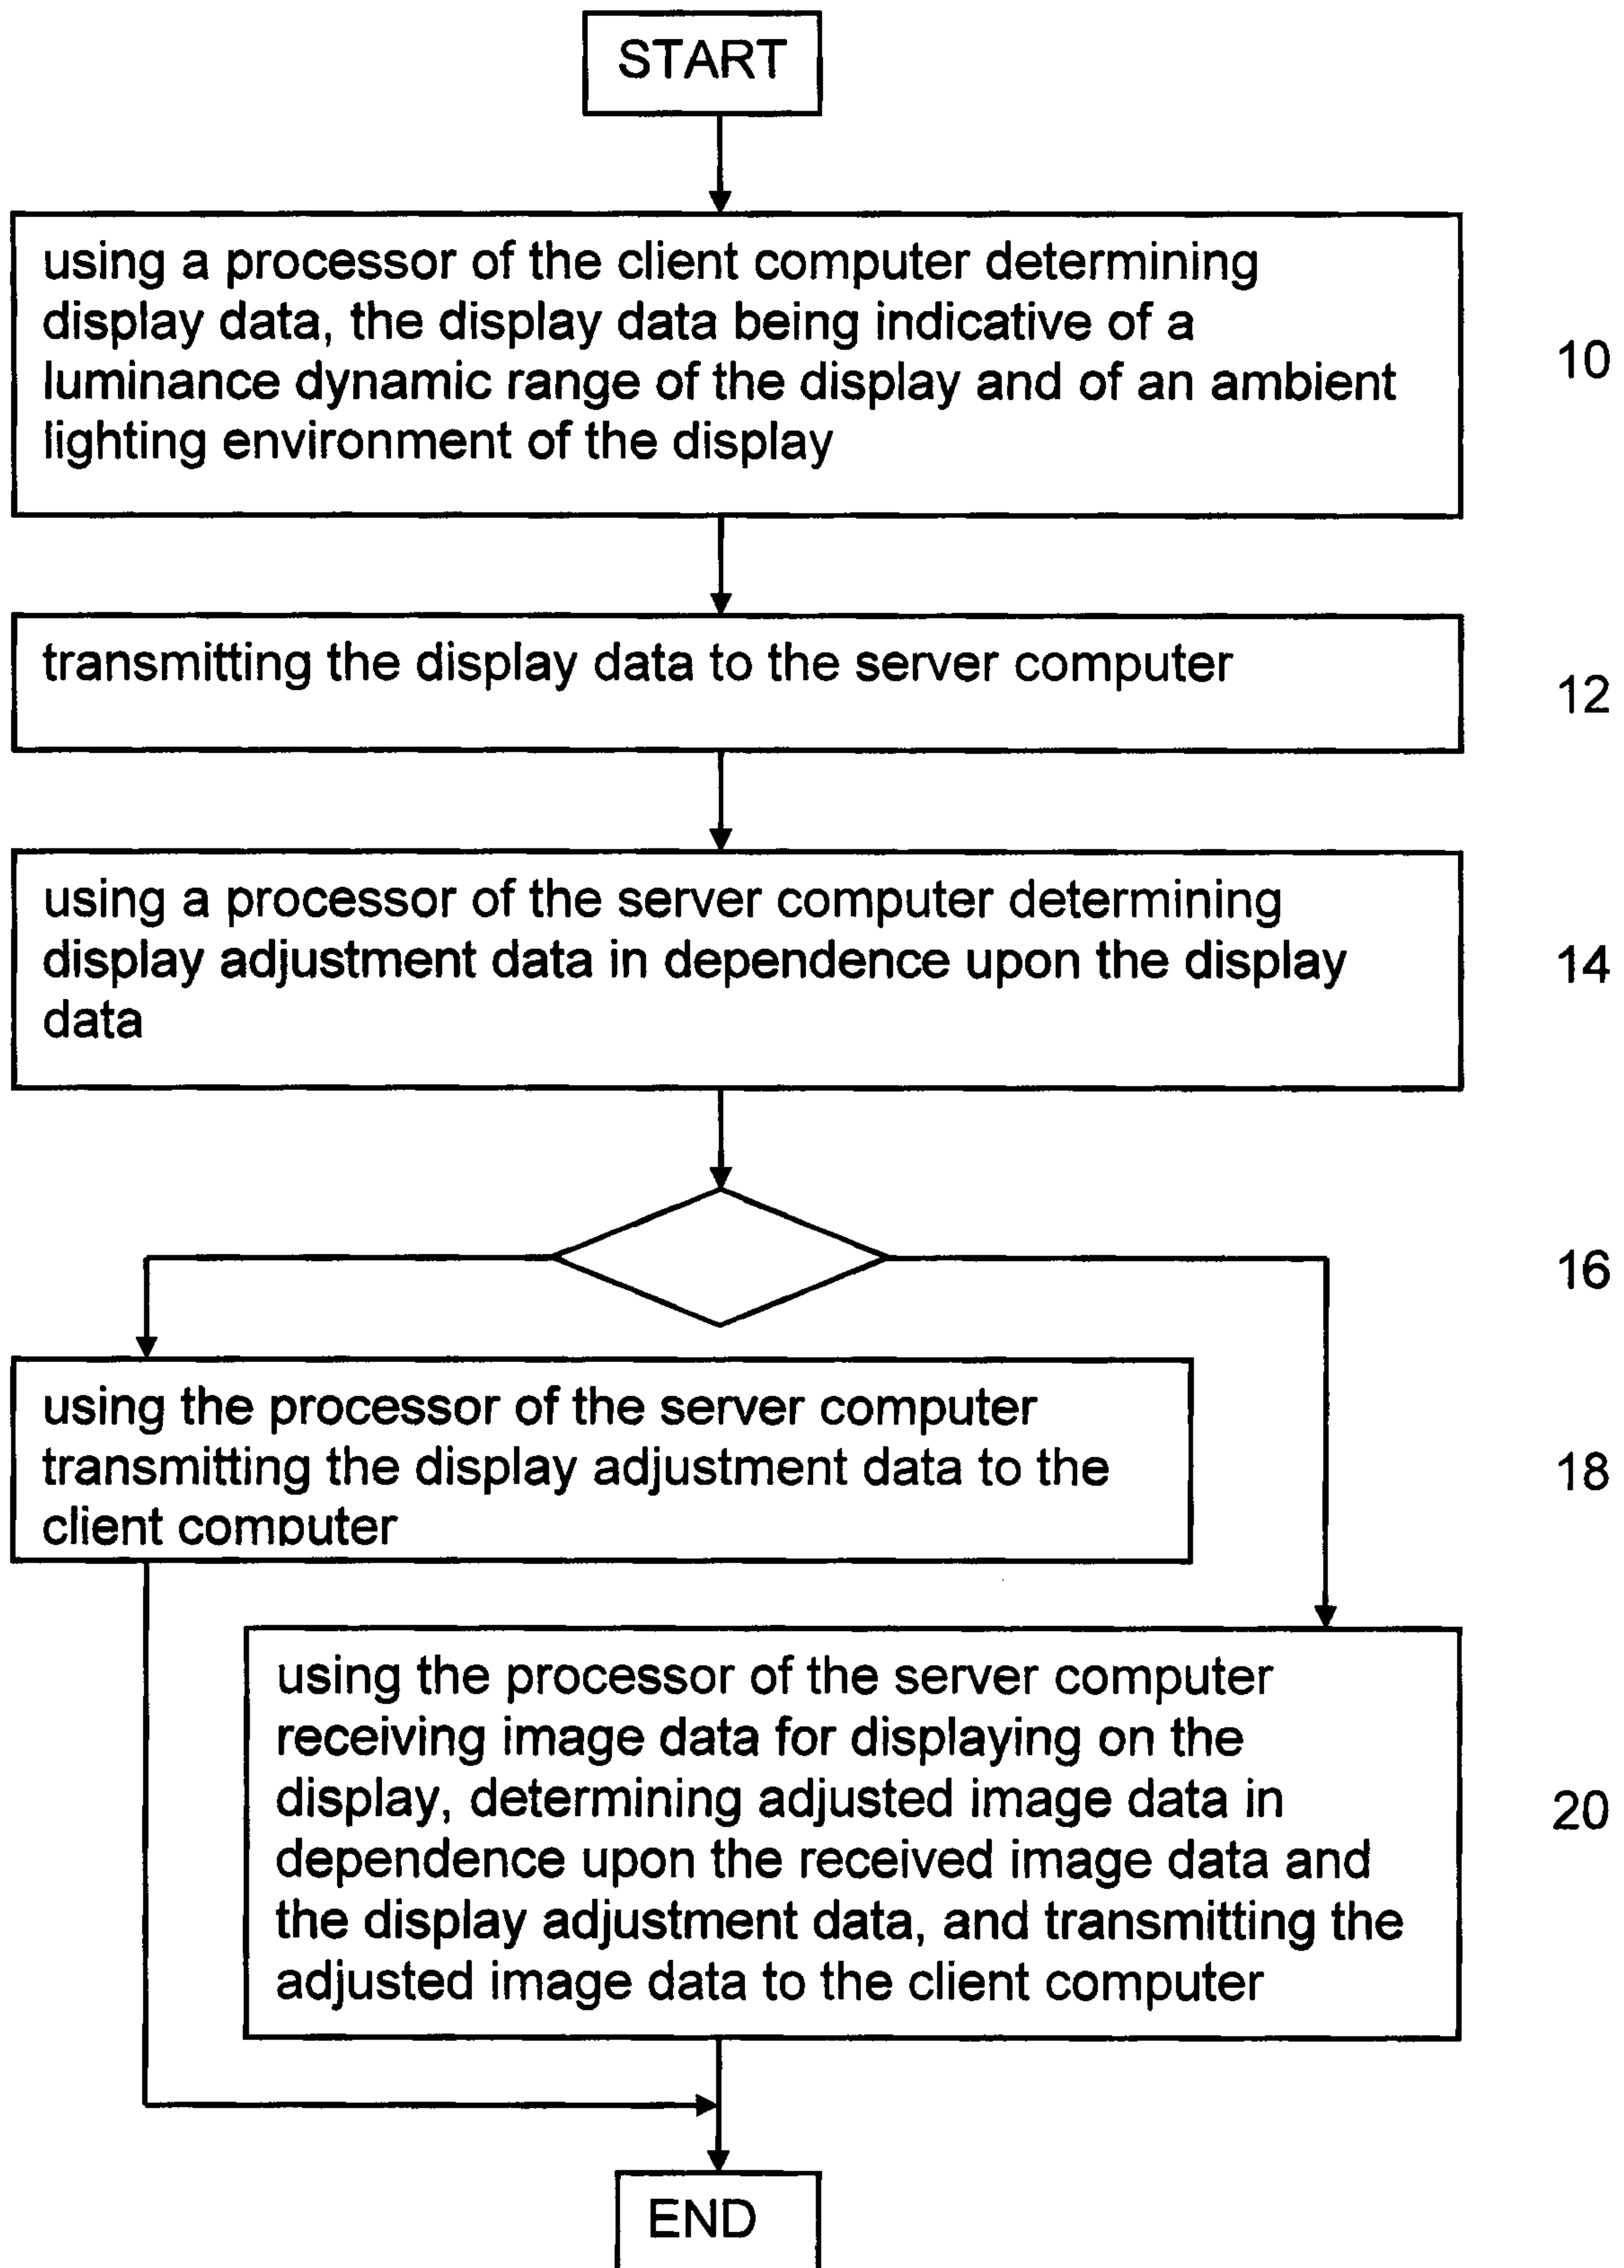 START
using a processor of the client computer determining
display data, the display data being indicative of a
luminance dynamic range of the display and of an ambient
lighting environment of the display
10
transmitting the display data to the server computer
12
using a processor of the server computer determining
display adjustment data in dependence upon the display
data
14
16
using the processor of the server computer
transmitting the display adjustment data to the
client computer
18
using the processor of the server computer
receiving image data for displaying on the
display, determining adjusted image data in
dependence upon the received image data and
the display adjustment data, and transmitting the
adjusted image data to the client computer
20
END